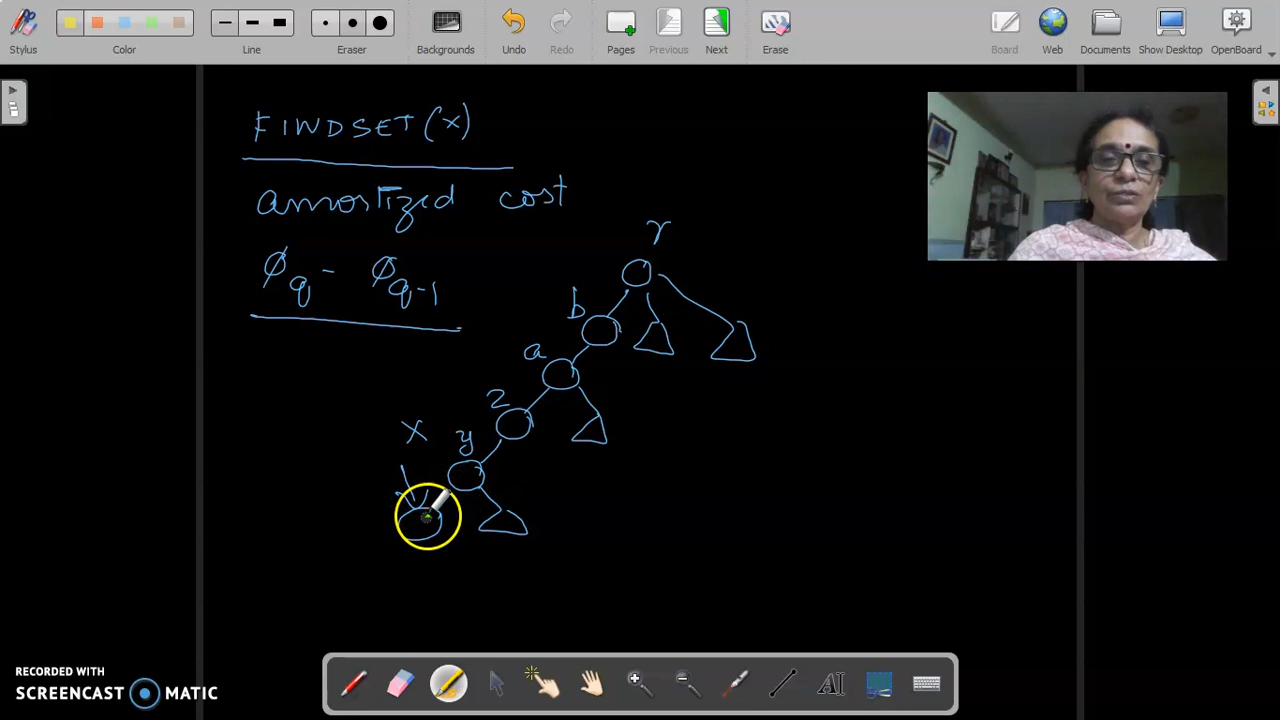 Stylus
Color
Line
Eraser
Backgrounds
Undo
Redo
Pages
Previous
Next
Erase
Board
Web
Documents
Show Desktop
OpenBoard
FINDSET(x)
amortized cost
φq - φq-1
r
b
a
z
x
y
AI
RECORDED WITH
SCREENCAST MATIC